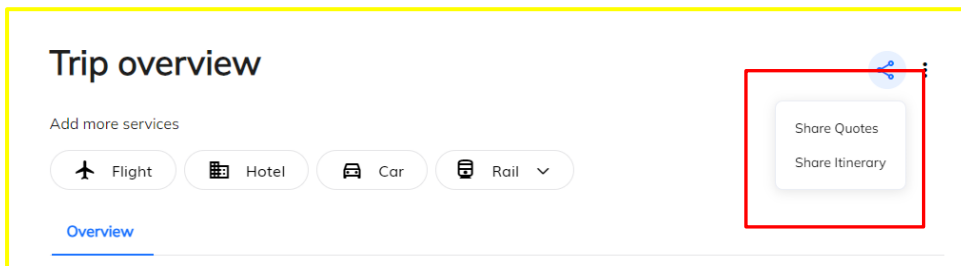 Trip overview
Add more services
Flight
Hotel
Car
Rail
Share Quotes
Share Itinerary
Overview